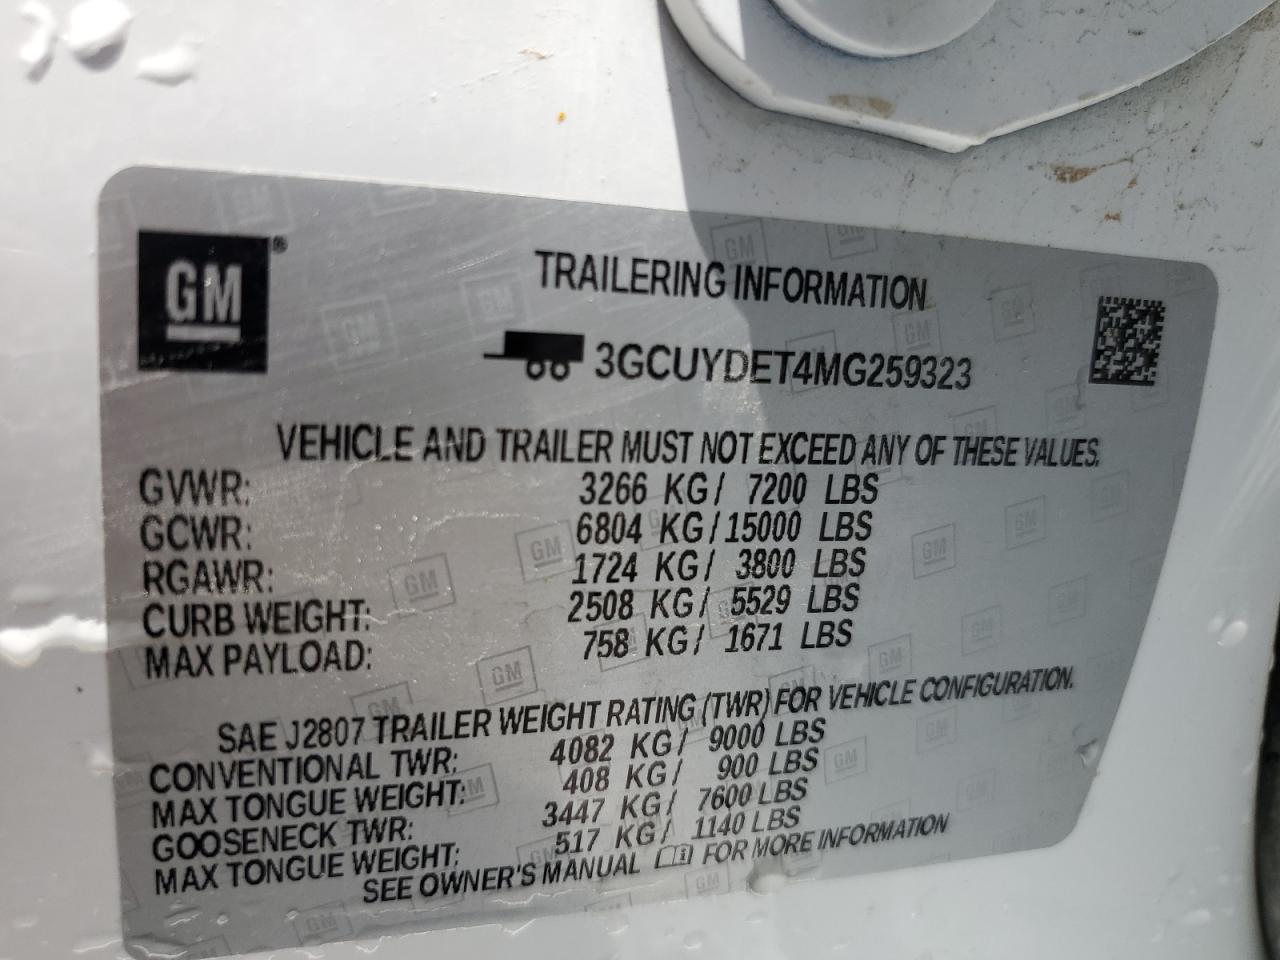 GM®
TRAILERING INFORMATION
3GCUYDET4MG259323
VEHICLE AND TRAILER MUST NOT EXCEED ANY OF THESE VALUES.
GVWR: 3266 KG/ 7200 LBS
GCWR: 6804 KG/15000 LBS
RGAWR: 1724 KG/ 3800 LBS
CURB WEIGHT: 2508 KG/ 5529 LBS
MAX PAYLOAD: 758 KG/ 1671 LBS
SAE J2807 TRAILER WEIGHT RATING (TWR) FOR VEHICLE CONFIGURATION.
CONVENTIONAL TWR: 4082 KG/ 9000 LBS
MAX TONGUE WEIGHT: 408 KG/ 900 LBS
GOOSENECK TWR: 3447 KG/ 7600 LBS
MAX TONGUE WEIGHT: 517 KG/ 1140 LBS
SEE OWNER'S MANUAL FOR MORE INFORMATION